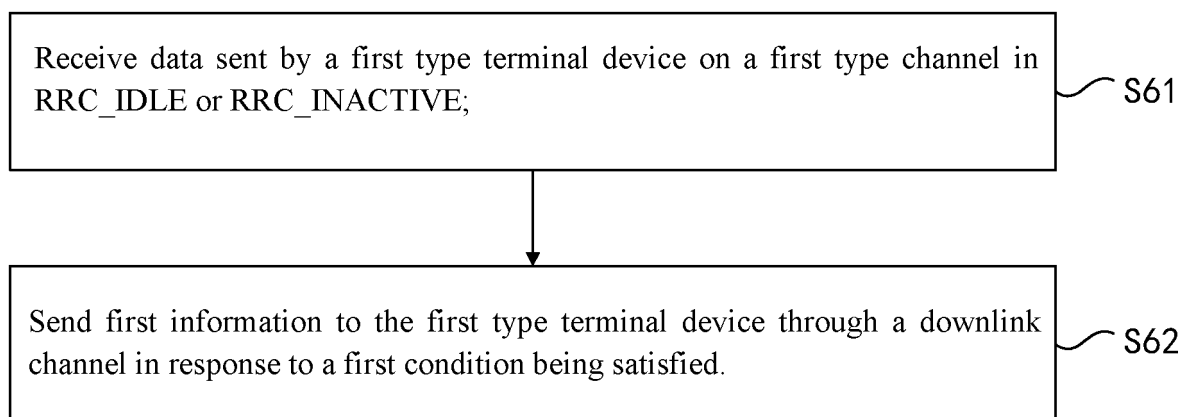 Receive data sent by a first type terminal device on a first type channel in
RRC_IDLE or RRC_INACTIVE;
S61
Send first information to the first type terminal device through a downlink
channel in response to a first condition being satisfied.
S62